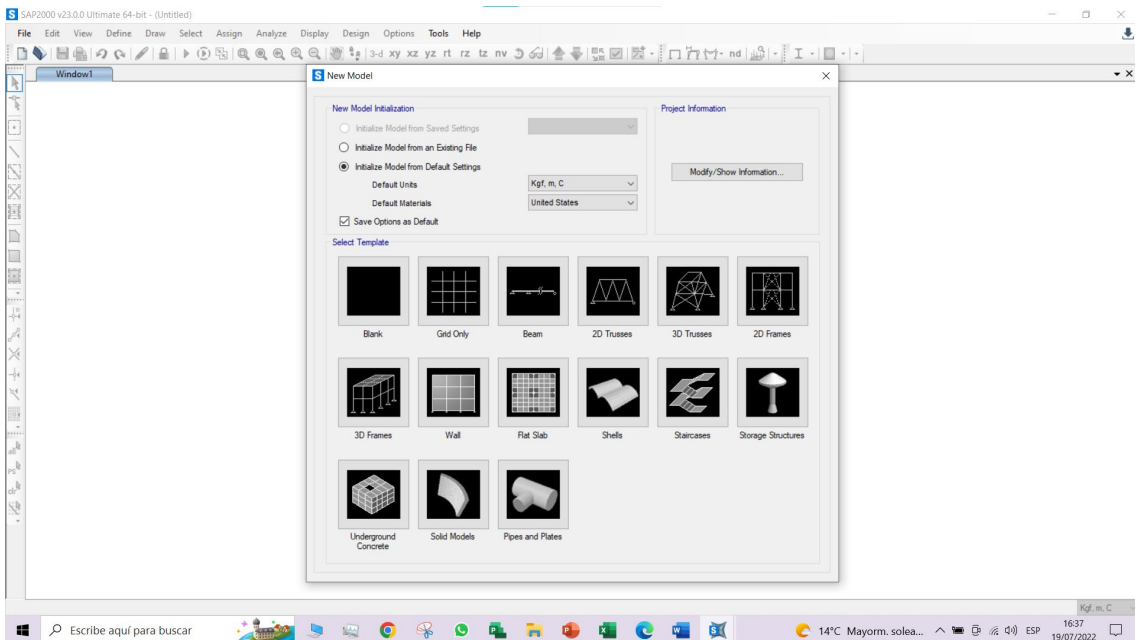 SAP2000 v23.0.0 Ultimate 64-bit - (Untitled)
File Edit View Define Draw Select Assign Analyze Display Design Options Tools Help
3-d xy xz yz rt rz tz nv
nd
Window1
New Model
New Model Initialization
Initialize Model from Saved Settings
Initialize Model from an Existing File
Initialize Model from Default Settings
Default Units
Kgf, m, C
Default Materials
United States
Save Options as Default
Project Information
Modify/Show Information...
Select Template
Blank
Grid Only
Beam
2D Trusses
3D Trusses
2D Frames
3D Frames
Wall
Flat Slab
Shells
Staircases
Storage Structures
Underground
Concrete
Solid Models
Pipes and Plates
all
PS
clr
Kgf, m, C
Escribe aquí para buscar
14°C Mayorm. solea...
ESP
16:37
19/07/2022